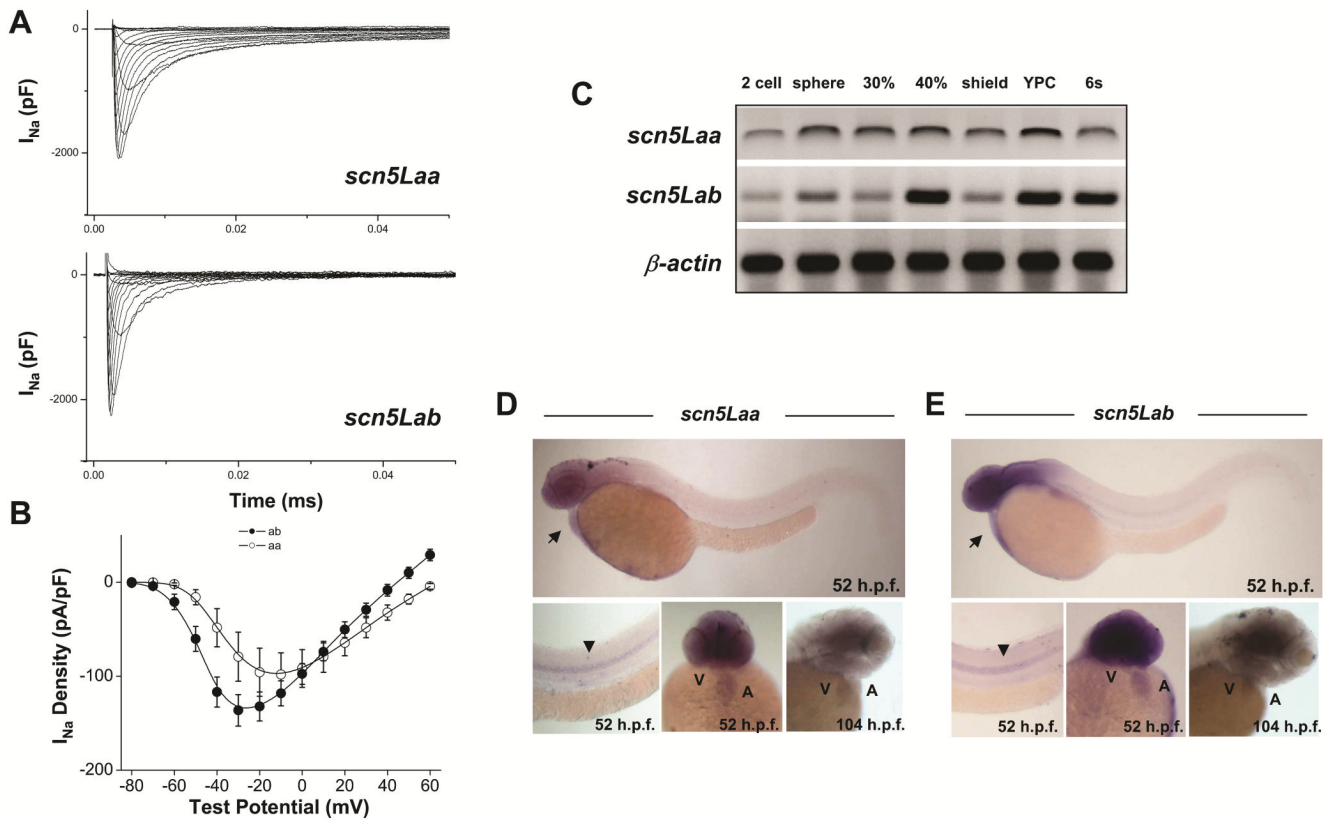 A
0
-2000
I_Na (pF)
scn5Laa
0.00 0.02 0.04
0
-2000
I_Na (pF)
scn5Lab
0.00 0.02 0.04
Time (ms)
B
ab
aa
0
-100
-200
I_Na Density (pA/pF)
-80 -60 -40 -20 0 20 40 60
Test Potential (mV)
C
2 cell sphere 30% 40% shield YPC 6s
scn5Laa
scn5Lab
β-actin
D
scn5Laa
52 h.p.f.
52 h.p.f.
V A
52 h.p.f.
V A
104 h.p.f.
E
scn5Lab
52 h.p.f.
52 h.p.f.
V A
52 h.p.f.
V
A
104 h.p.f.